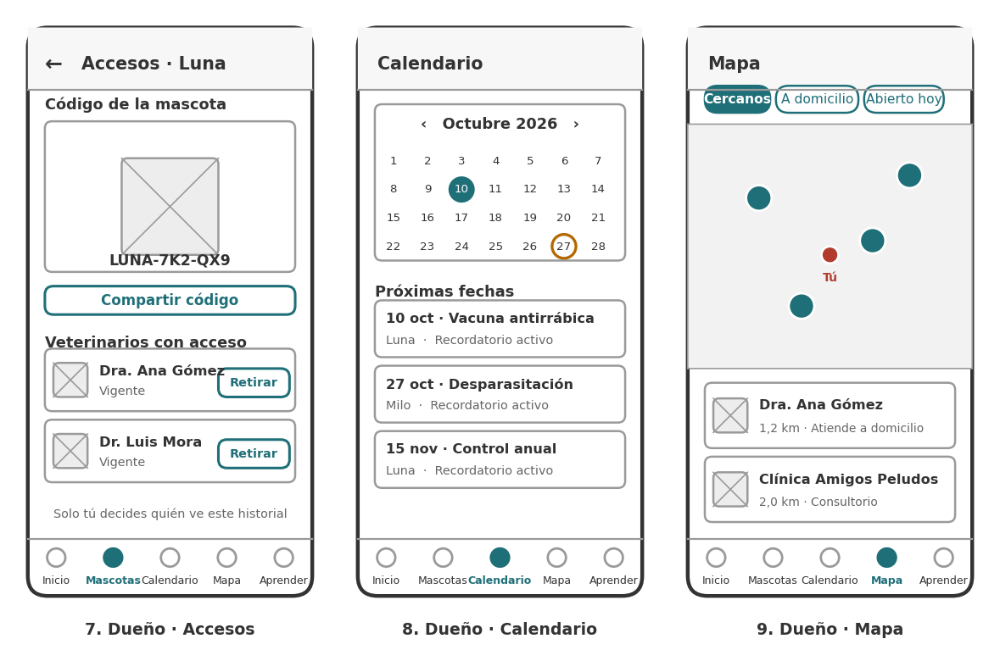 ← Accesos · Luna
Código de la mascota
LUNA-7K2-QX9
Compartir código
Veterinarios con acceso
Dra. Ana Gómez
Vigente
Retirar
Dr. Luis Mora
Vigente
Retirar
Solo tú decides quién ve este historial
Inicio Mascotas Calendario Mapa Aprender
7. Dueño · Accesos
Calendario
‹ Octubre 2026 ›
1 2 3 4 5 6 7
8 9 10 11 12 13 14
15 16 17 18 19 20 21
22 23 24 25 26 27 28
Próximas fechas
10 oct · Vacuna antirrábica
Luna · Recordatorio activo
27 oct · Desparasitación
Milo · Recordatorio activo
15 nov · Control anual
Luna · Recordatorio activo
Inicio Mascotas Calendario Mapa Aprender
8. Dueño · Calendario
Mapa
Cercanos A domicilio Abierto hoy
Tú
Dra. Ana Gómez
1,2 km · Atiende a domicilio
Clínica Amigos Peludos
2,0 km · Consultorio
Inicio Mascotas Calendario Mapa Aprender
9. Dueño · Mapa